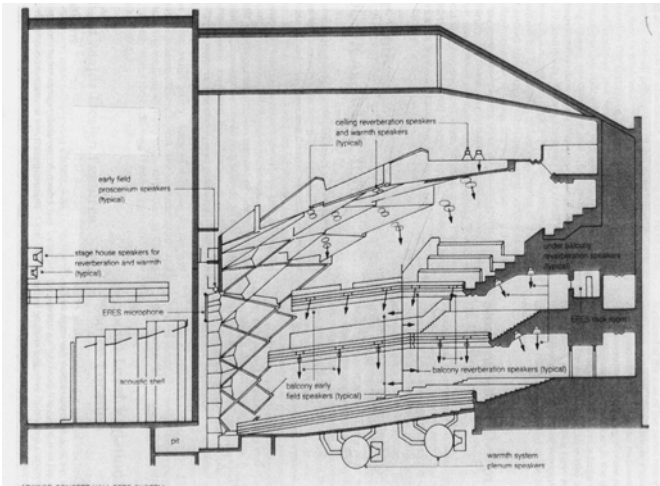 ceiling reverberation speakers
and warmth speakers
(typical)
early field
proscenium speakers
(typical)
stage house speakers for
reverberation and warmth
(typical)
under balcony
reverberation speakers
(typical)
ERES microphone
ERES rack room
acoustic shell
balcony early
field speakers (typical)
balcony reverberation speakers (typical)
pit
warmth system
plenum speakers